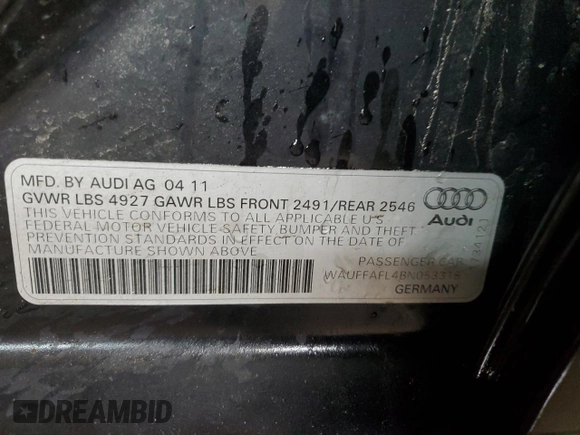 MFD. BY AUDI AG 04 11
GVWR LBS 4927 GAWR LBS FRONT 2491/REAR 2546
THIS VEHICLE CONFORMS TO ALL APPLICABLE U.S.
FEDERAL MOTOR VEHICLE SAFETY BUMPER AND THEFT
PREVENTION STANDARDS IN EFFECT ON THE DATE OF
MANUFACTURE SHOWN ABOVE
Audi
PASSENGER CAR
WAUFFAFL4BN053318
GERMANY
DREAMBID